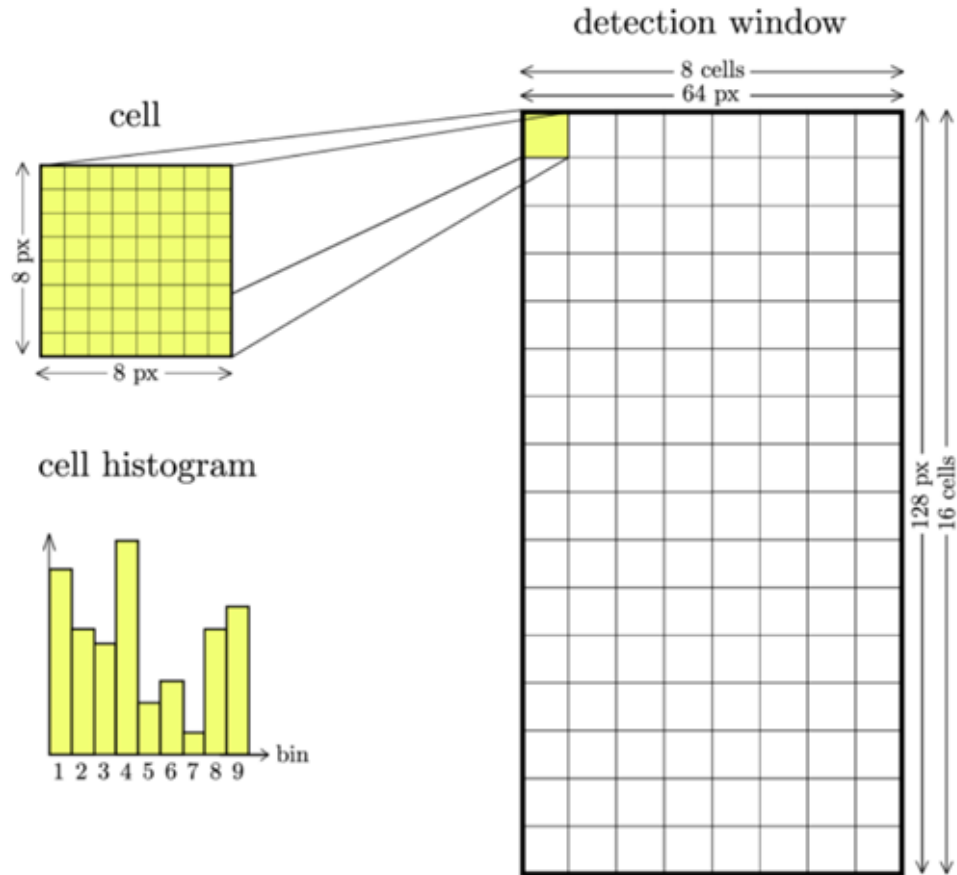 detection window
8 cells
64 px
cell
8 px
8 px
128 px
16 cells
cell histogram
bin
1 2 3 4 5 6 7 8 9